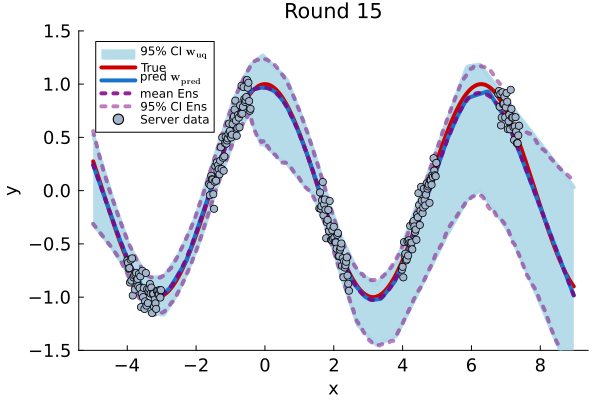 Round 15
1.5
1.0
0.5
0.0
−0.5
−1.0
−1.5
y
95% CI w_uq
True
pred w_pred
mean Ens
95% CI Ens
Server data
−4 −2 0 2 4 6 8
x